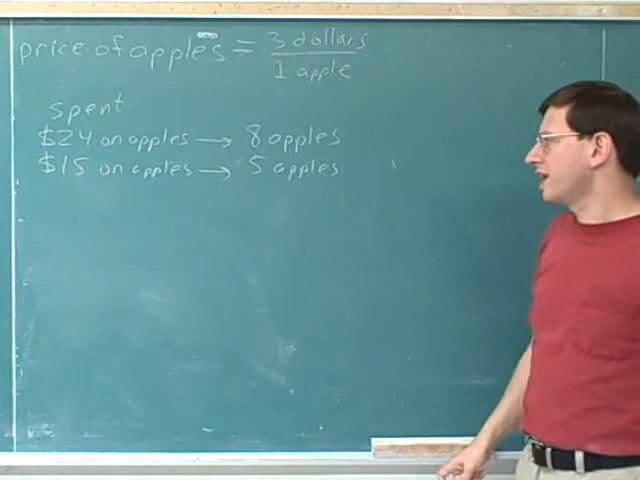 price of apples = 3 dollars / 1 apple
spent
$24 on apples → 8 apples
$15 on apples → 5 apples